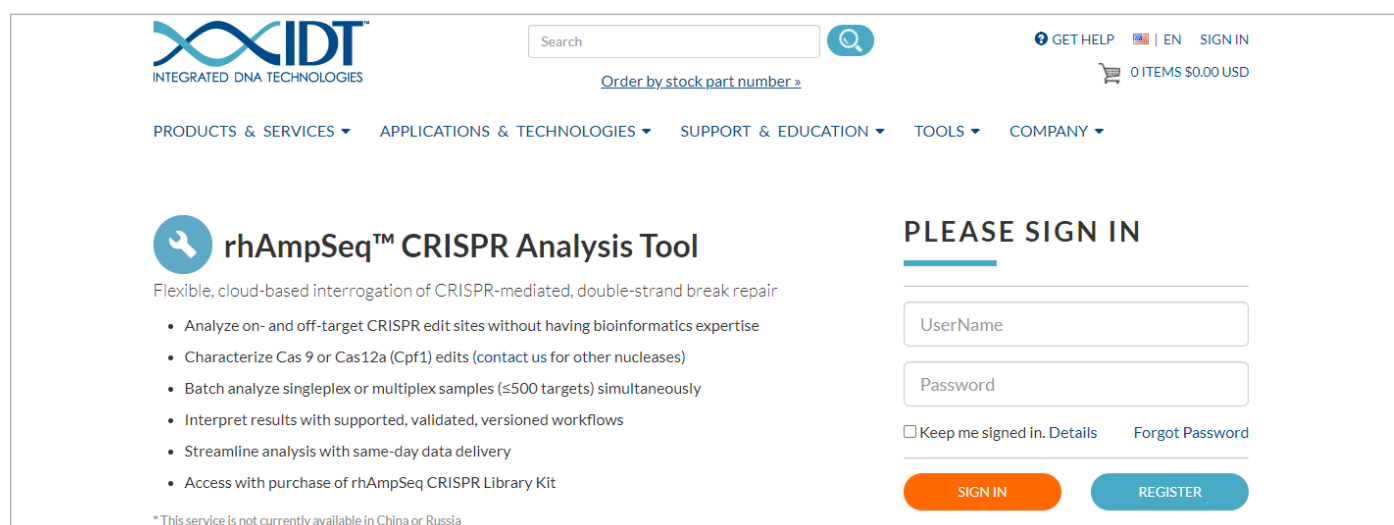 IDT™
INTEGRATED DNA TECHNOLOGIES
Search
Order by stock part number »
GET HELP | EN SIGN IN
0 ITEMS $0.00 USD
PRODUCTS & SERVICES APPLICATIONS & TECHNOLOGIES SUPPORT & EDUCATION TOOLS COMPANY
rhAmpSeq™ CRISPR Analysis Tool
Flexible, cloud-based interrogation of CRISPR-mediated, double-strand break repair
• Analyze on- and off-target CRISPR edit sites without having bioinformatics expertise
• Characterize Cas 9 or Cas12a (Cpf1) edits (contact us for other nucleases)
• Batch analyze singleplex or multiplex samples (≤500 targets) simultaneously
• Interpret results with supported, validated, versioned workflows
• Streamline analysis with same-day data delivery
• Access with purchase of rhAmpSeq CRISPR Library Kit
* This service is not currently available in China or Russia
PLEASE SIGN IN
UserName
Password
Keep me signed in. Details Forgot Password
SIGN IN REGISTER